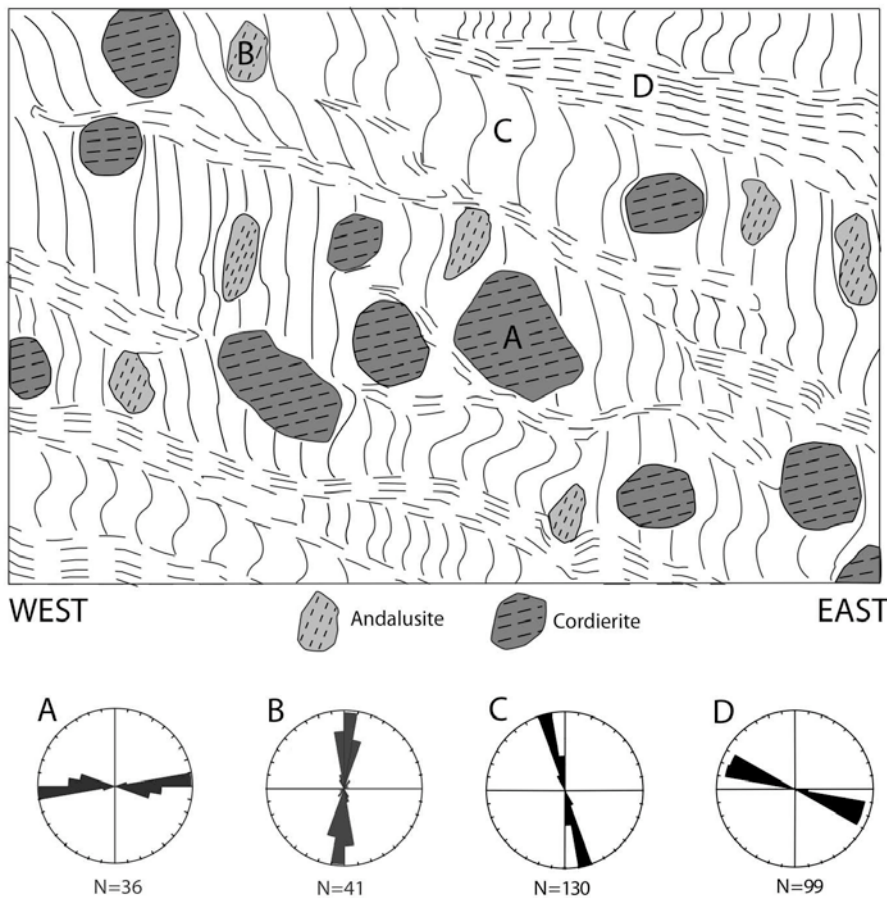 B
D
C
A
WEST
EAST
Andalusite
Cordierite
A
B
C
D
N=36
N=41
N=130
N=99